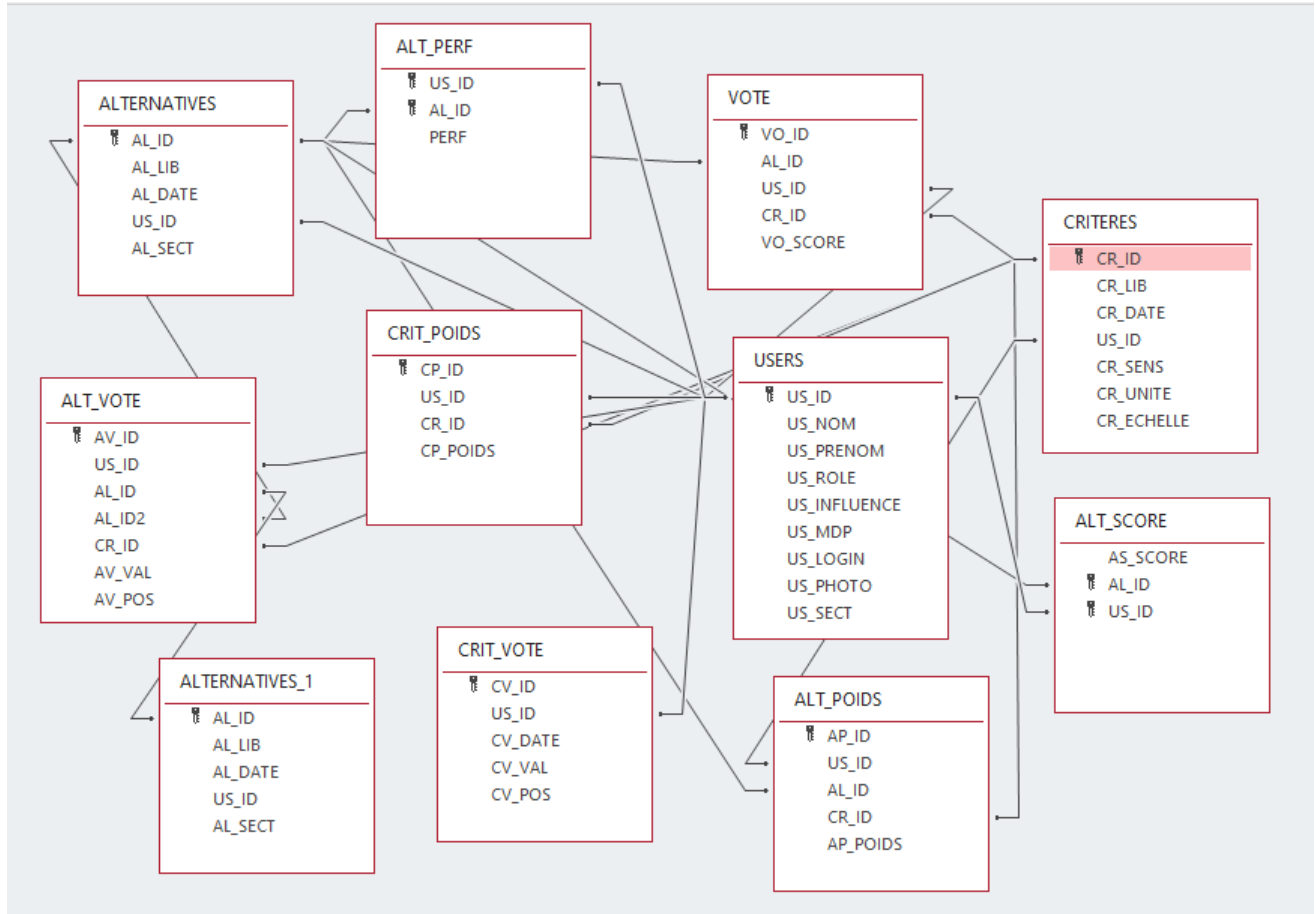 ALT_PERF
US_ID
AL_ID
PERF
ALTERNATIVES
AL_ID
AL_LIB
AL_DATE
US_ID
AL_SECT
VOTE
VO_ID
AL_ID
US_ID
CR_ID
VO_SCORE
CRITERES
CR_ID
CR_LIB
CR_DATE
US_ID
CR_SENS
CR_UNITE
CR_ECHELLE
CRIT_POIDS
CP_ID
US_ID
CR_ID
CP_POIDS
USERS
US_ID
US_NOM
US_PRENOM
US_ROLE
US_INFLUENCE
US_MDP
US_LOGIN
US_PHOTO
US_SECT
ALT_VOTE
AV_ID
US_ID
AL_ID
AL_ID2
CR_ID
AV_VAL
AV_POS
ALT_SCORE
AS_SCORE
AL_ID
US_ID
CRIT_VOTE
CV_ID
US_ID
CV_DATE
CV_VAL
CV_POS
ALTERNATIVES_1
AL_ID
AL_LIB
AL_DATE
US_ID
AL_SECT
ALT_POIDS
AP_ID
US_ID
AL_ID
CR_ID
AP_POIDS